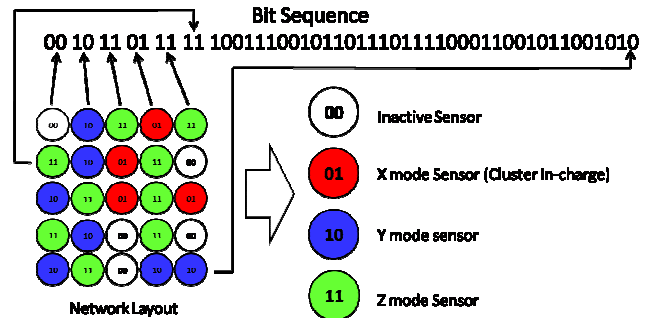 Bit Sequence
00 10 11 01 11 11 10011100101101110111100011001011001010
00 10 11 01 11
11 10 01 11 00
10 11 01 11 01
11 10 00 11 00
10 11 00 10 10
Network Layout
00 Inactive Sensor
01 X mode Sensor (Cluster In-charge)
10 Y mode sensor
11 Z mode Sensor